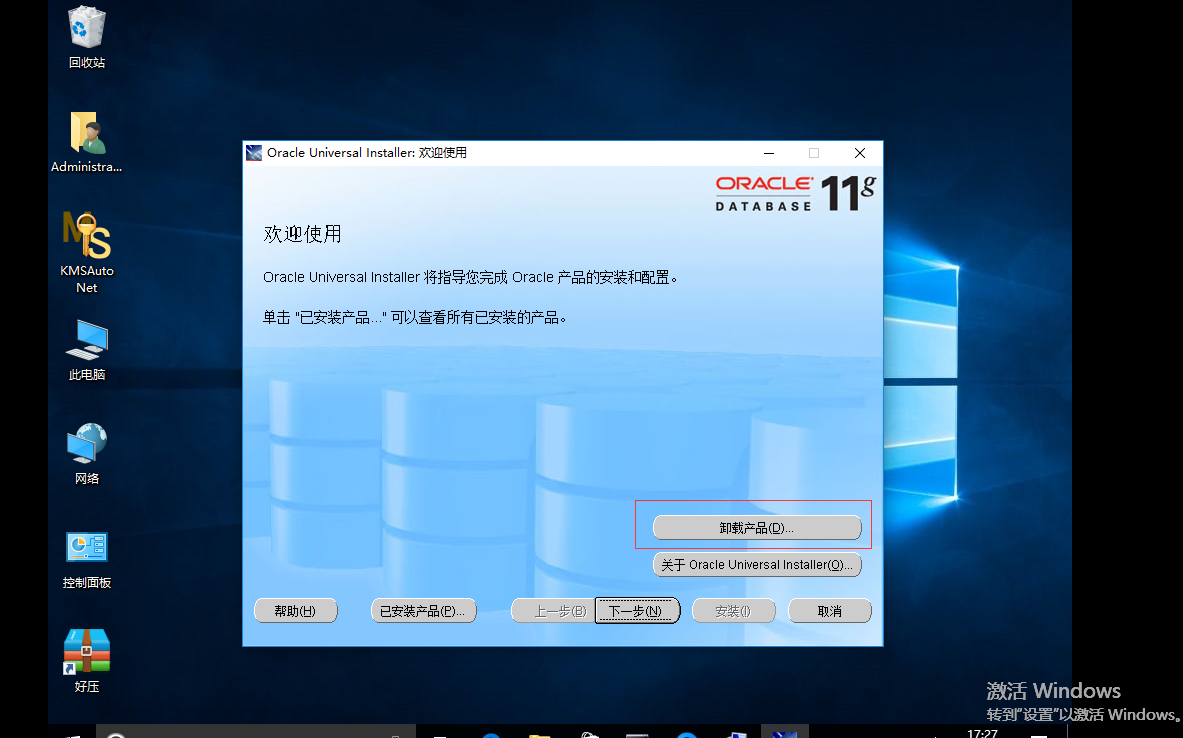 回收站
Administra...
KMSAuto
Net
此电脑
网络
控制面板
好压
Oracle Universal Installer: 欢迎使用
ORACLE
DATABASE
11g
欢迎使用
Oracle Universal Installer 将指导您完成 Oracle 产品的安装和配置。
单击 "已安装产品..." 可以查看所有已安装的产品。
卸载产品(D)...
关于 Oracle Universal Installer(O)...
帮助(H)
已安装产品(P)...
上一步(B)
下一步(N)
安装(I)
取消
激活 Windows
转到"设置"以激活 Windows。
17:27